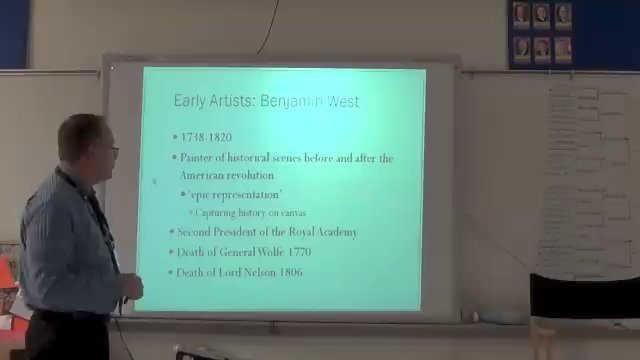 Early Artists: Benjamin West
1738-1820
Painter of historical scenes before and after the
American revolution
'epic representation'
Capturing history on canvas
Second President of the Royal Academy
Death of General Wolfe 1770
Death of Lord Nelson 1806